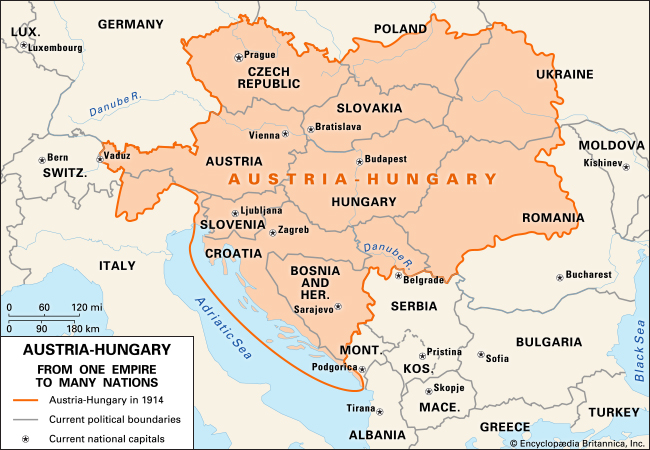 LUX.
Luxembourg
GERMANY
POLAND
Prague
CZECH
REPUBLIC
UKRAINE
Danube R.
SLOVAKIA
Vienna
Bratislava
MOLDOVA
Kishinev
Bern
SWITZ.
Vaduz
AUSTRIA
Budapest
AUSTRIA-HUNGARY
HUNGARY
Ljubljana
SLOVENIA
Zagreb
ROMANIA
CROATIA
Danube R.
ITALY
BOSNIA
AND
HER.
Sarajevo
Belgrade
Bucharest
SERBIA
Adriatic Sea
0 60 120 mi
0 90 180 km
MONT.
Podgorica
Pristina
KOS.
Sofia
BULGARIA
Black Sea
Skopje
MACE.
Tirana
ALBANIA
GREECE
TURKEY
AUSTRIA-HUNGARY
FROM ONE EMPIRE
TO MANY NATIONS
Austria-Hungary in 1914
Current political boundaries
Current national capitals
© Encyclopædia Britannica, Inc.